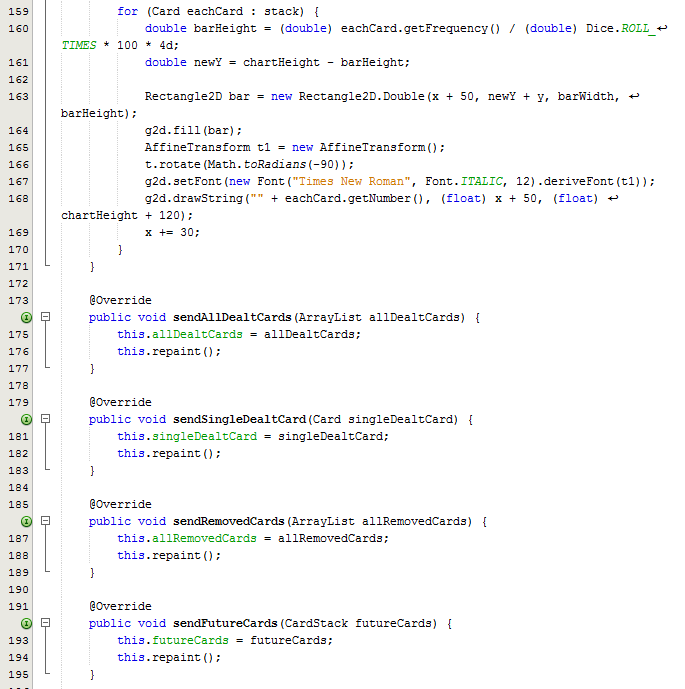 159 for (Card eachCard : stack) {
160 double barHeight = (double) eachCard.getFrequency() / (double) Dice.ROLL_↩
TIMES * 100 * 4d;
161 double newY = chartHeight - barHeight;
162
163 Rectangle2D bar = new Rectangle2D.Double(x + 50, newY + y, barWidth, ↩
barHeight);
164 g2d.fill(bar);
165 AffineTransform t1 = new AffineTransform();
166 t.rotate(Math.toRadians(-90));
167 g2d.setFont(new Font("Times New Roman", Font.ITALIC, 12).deriveFont(t1));
168 g2d.drawString("" + eachCard.getNumber(), (float) x + 50, (float) ↩
chartHeight + 120);
169 x += 30;
170 }
171 }
172
173 @Override
public void sendAllDealtCards(ArrayList allDealtCards) {
175 this.allDealtCards = allDealtCards;
176 this.repaint();
177 }
178
179 @Override
public void sendSingleDealtCard(Card singleDealtCard) {
181 this.singleDealtCard = singleDealtCard;
182 this.repaint();
183 }
184
185 @Override
public void sendRemovedCards(ArrayList allRemovedCards) {
187 this.allRemovedCards = allRemovedCards;
188 this.repaint();
189 }
190
191 @Override
public void sendFutureCards(CardStack futureCards) {
193 this.futureCards = futureCards;
194 this.repaint();
195 }